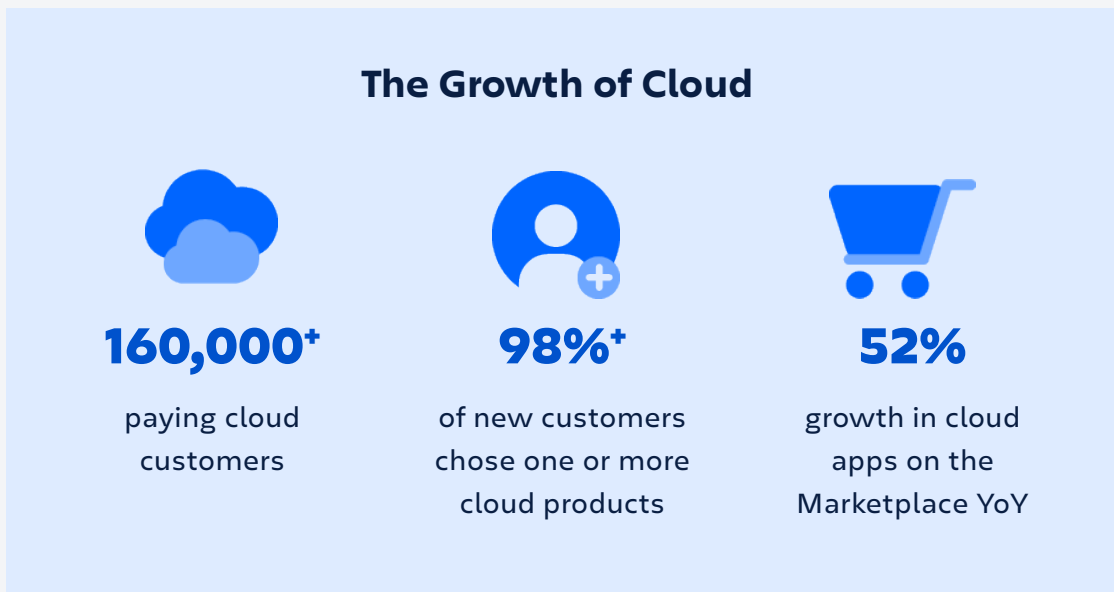 The Growth of Cloud
160,000+
paying cloud
customers
98%+
of new customers
chose one or more
cloud products
52%
growth in cloud
apps on the
Marketplace YoY